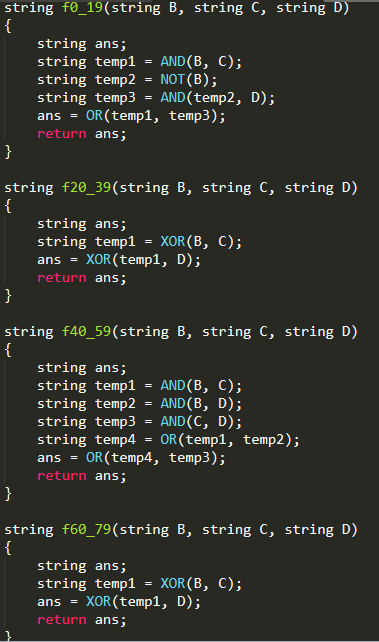 string f0_19(string B, string C, string D)
{
    string ans;
    string temp1 = AND(B, C);
    string temp2 = NOT(B);
    string temp3 = AND(temp2, D);
    ans = OR(temp1, temp3);
    return ans;
}

string f20_39(string B, string C, string D)
{
    string ans;
    string temp1 = XOR(B, C);
    ans = XOR(temp1, D);
    return ans;
}

string f40_59(string B, string C, string D)
{
    string ans;
    string temp1 = AND(B, C);
    string temp2 = AND(B, D);
    string temp3 = AND(C, D);
    string temp4 = OR(temp1, temp2);
    ans = OR(temp4, temp3);
    return ans;
}

string f60_79(string B, string C, string D)
{
    string ans;
    string temp1 = XOR(B, C);
    ans = XOR(temp1, D);
    return ans;
}